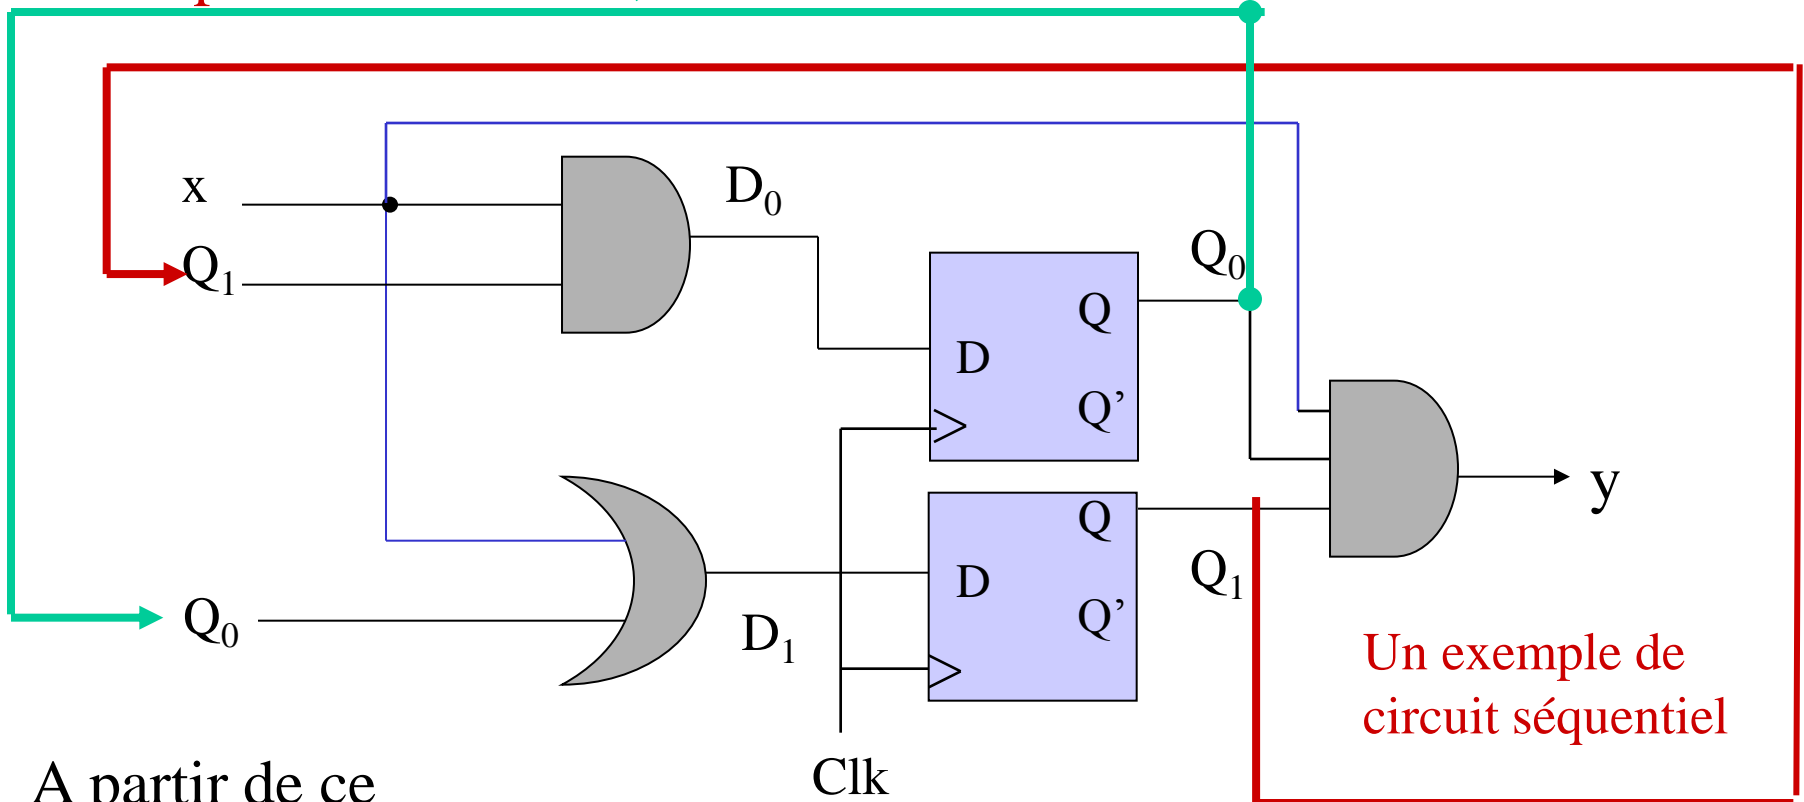 x
D₀
Q₁
Q₀
Q
D
Q’
y
Q
D
Q₁
Q’
Q₀
D₁
Un exemple de
circuit séquentiel
Clk
A partir de ce